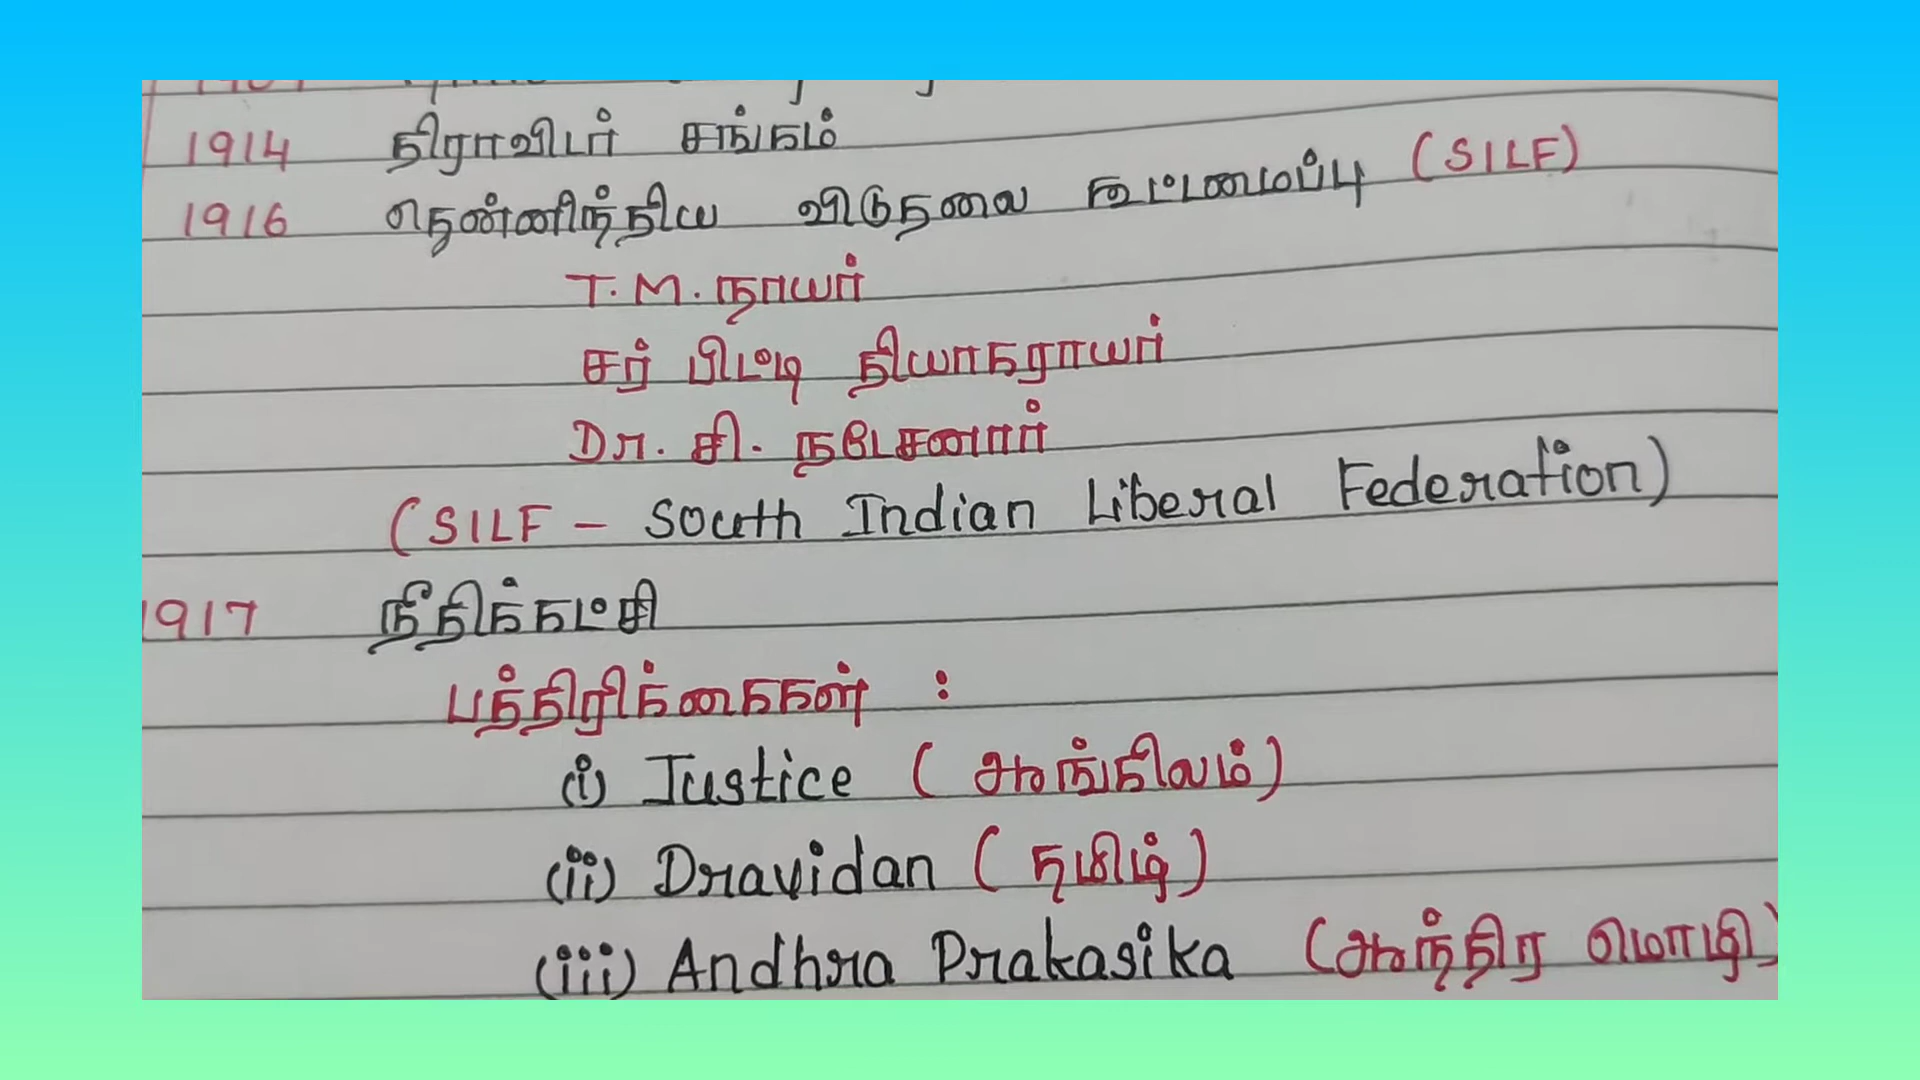 1914 திராவிடர் சங்கம்
1916 தென்னிந்திய விடுதலை கூட்டமைப்பு (SILF)
T.M. நாயர்
சர் பிட்டி தியாகராயர்
Dr. சி. நடேசனார்
(SILF - South Indian Liberal Federation)
1917 நீதிக்கட்சி
பத்திரிக்கைகள் :
(i) Justice (ஆங்கிலம்)
(ii) Dravidan (தமிழ்)
(iii) Andhra Prakasika (ஆந்திர மொழி)